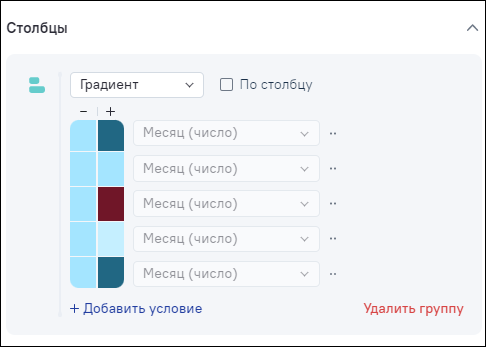 Столбцы
Градиент По столбцу
− +
Месяц (число) ··
Месяц (число) ··
Месяц (число) ··
Месяц (число) ··
Месяц (число) ··
+ Добавить условие Удалить группу